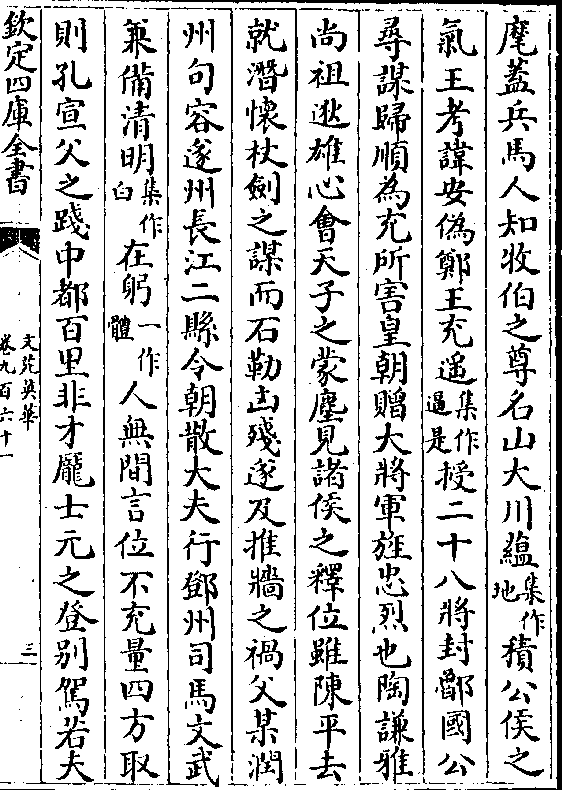 麾葢兵馬人知牧伯之尊名山大川藴集作地積公侯之
氣王考諱安偽鄭王充遥集作逼是授二十八將封鄭國公
尋謀歸順為充所害皇朝贈大將軍旌忠烈也陶謙雅
尚祖逖雄心會天子之蒙塵見諸侯之釋位雖陳平去
就潛懷杖劍之謀而石勒凶殘遂及推牆之禍父某潤
州句容遂州長江二縣令朝散大夫行鄧州司馬文武
兼備清明集作白在躬一作體人無間言位不充量四方取
則孔宣父之踐中都百里非才龐士元之登别駕若夫
欽定四庫全書
文苑英華
卷九百六十一
三